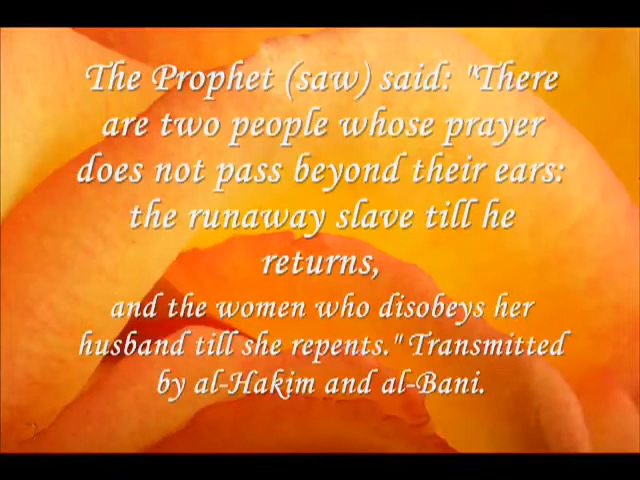 The Prophet (saw) said: "There
are two people whose prayer
does not pass beyond their ears:
the runaway slave till he
returns,
and the women who disobeys her
husband till she repents." Transmitted
by al-Hakim and al-Bani.